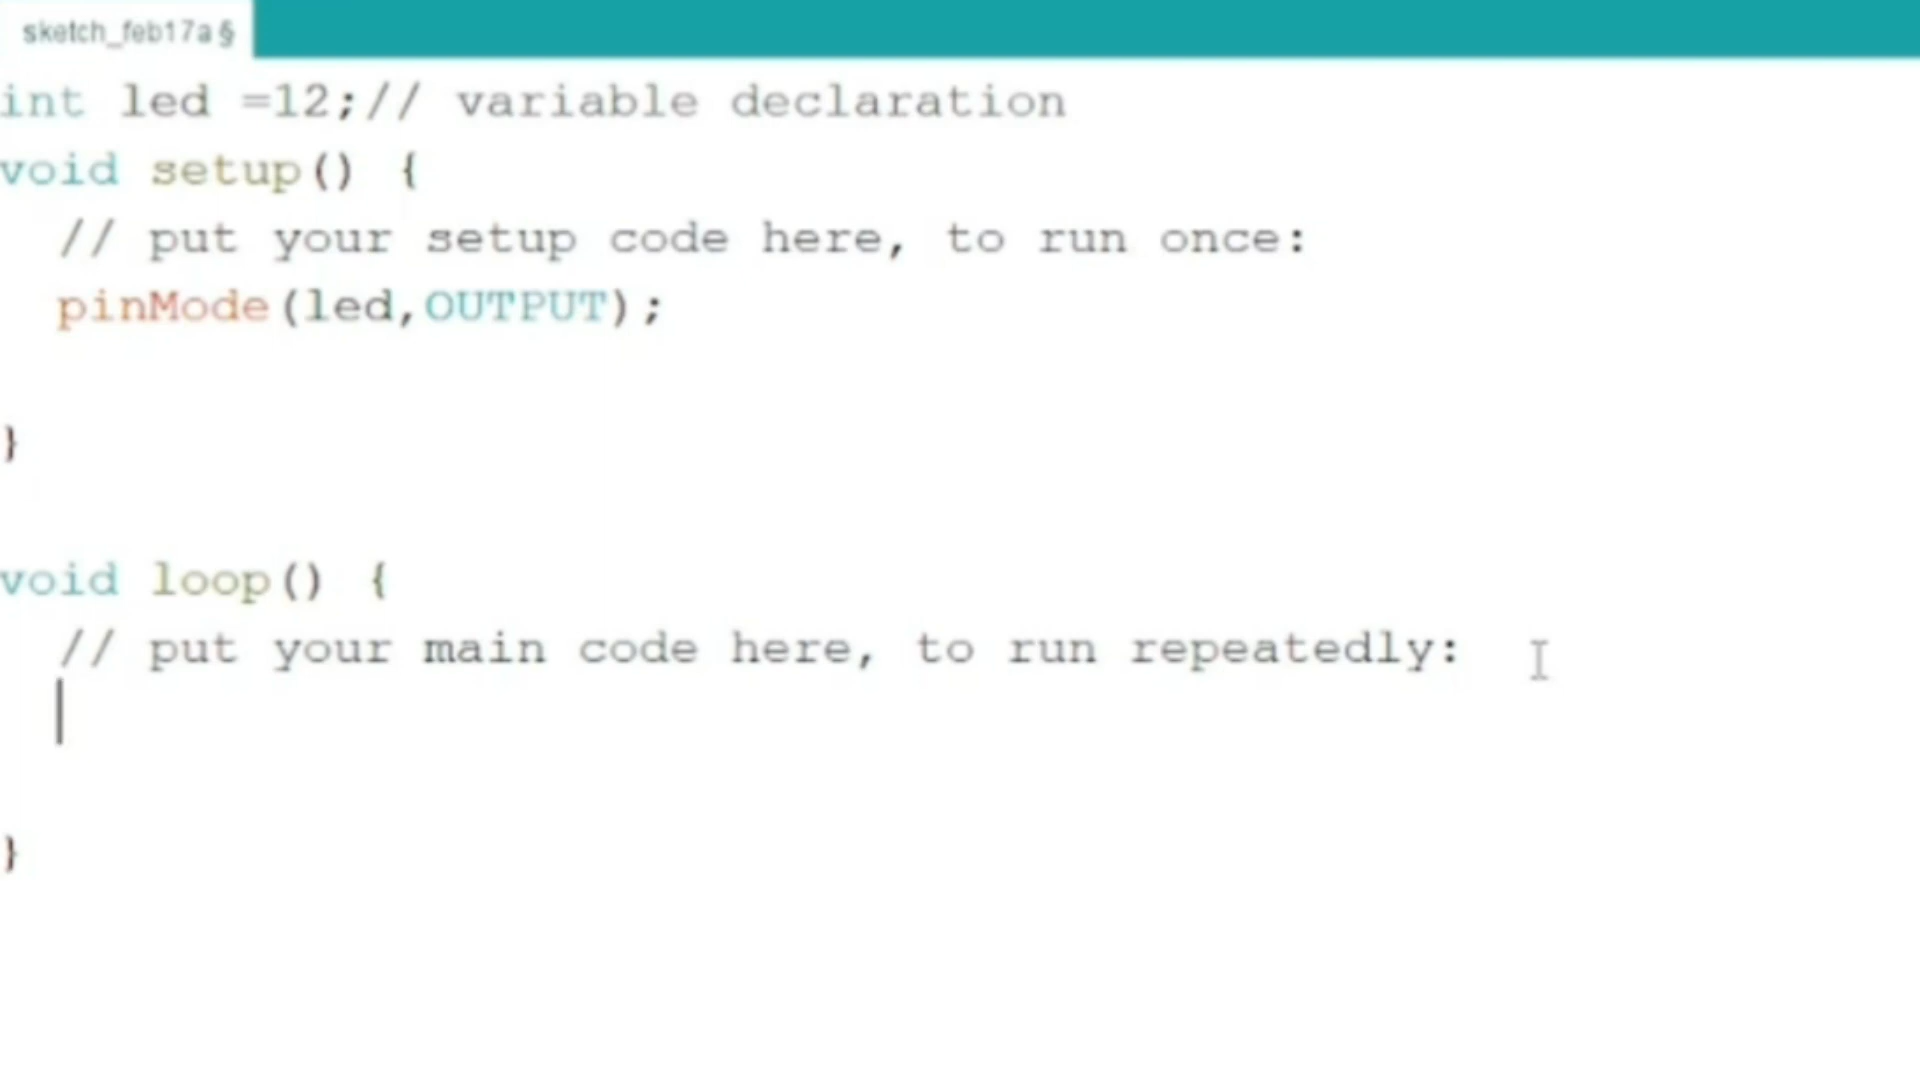 sketch_feb17a §
int led =12;// variable declaration
void setup() {
// put your setup code here, to run once:
pinMode(led,OUTPUT);
}
void loop() {
// put your main code here, to run repeatedly:
}